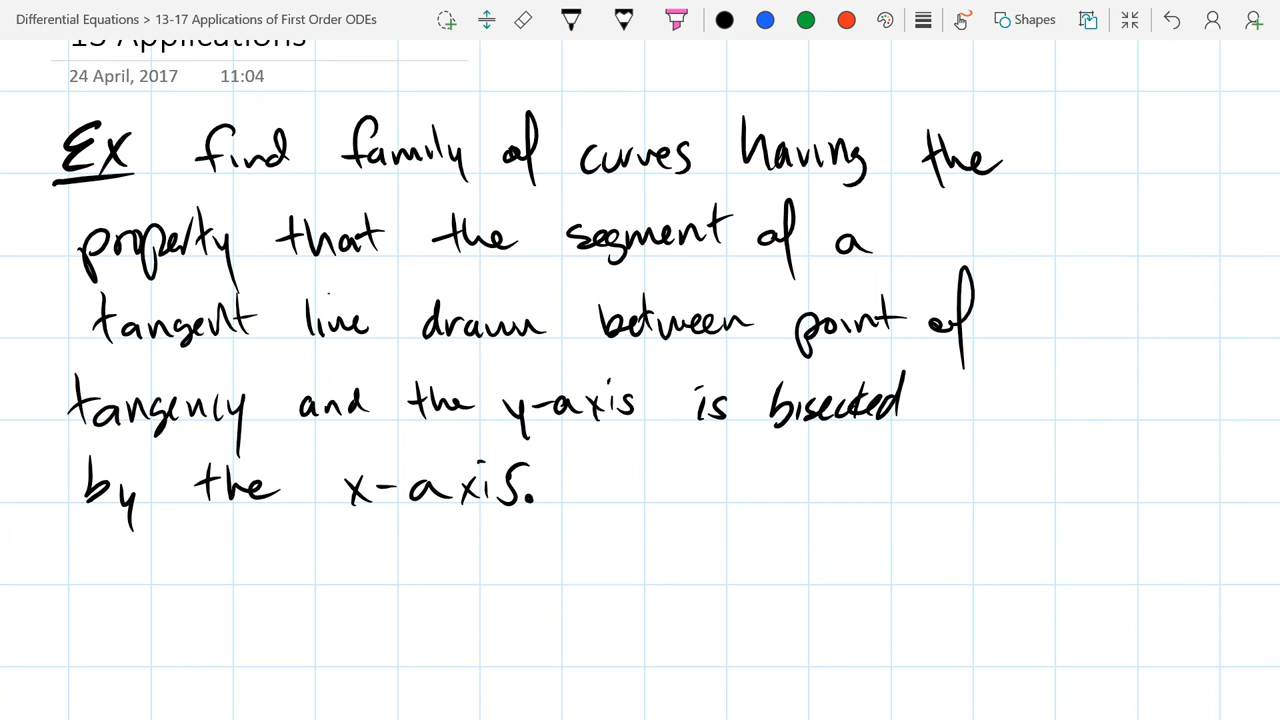 Differential Equations > 13-17 Applications of First Order ODEs
Shapes
13 Applications
24 April, 2017 11:04
Ex find family of curves having the
property that the segment of a
tangent line drawn between point of
tangency and the y-axis is bisected
by the x-axis.